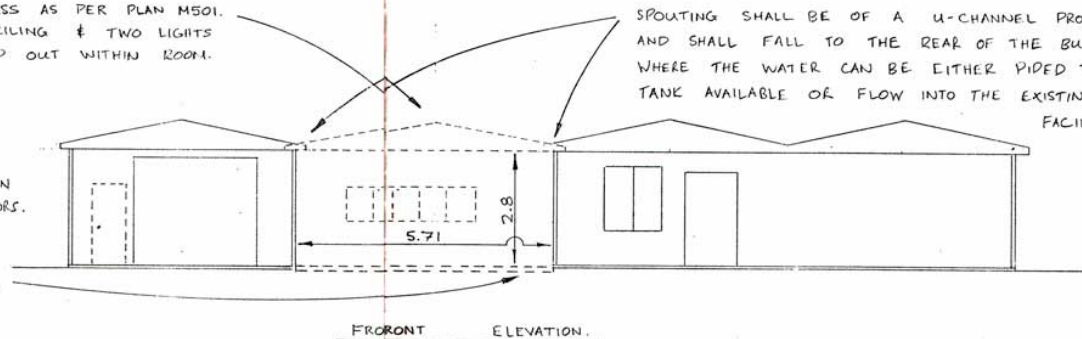 SS AS PER PLAN M501.
EILING & TWO LIGHTS
OUT WITHIN ROOM.
SPOUTING SHALL BE OF A U-CHANNEL PRO
AND SHALL FALL TO THE REAR OF THE BU
WHERE THE WATER CAN BE EITHER PIPED T
TANK AVAILABLE OR FLOW INTO THE EXISTIN
FACI
N
ORS.
2.8
5.71
FRORONT ELEVATION.